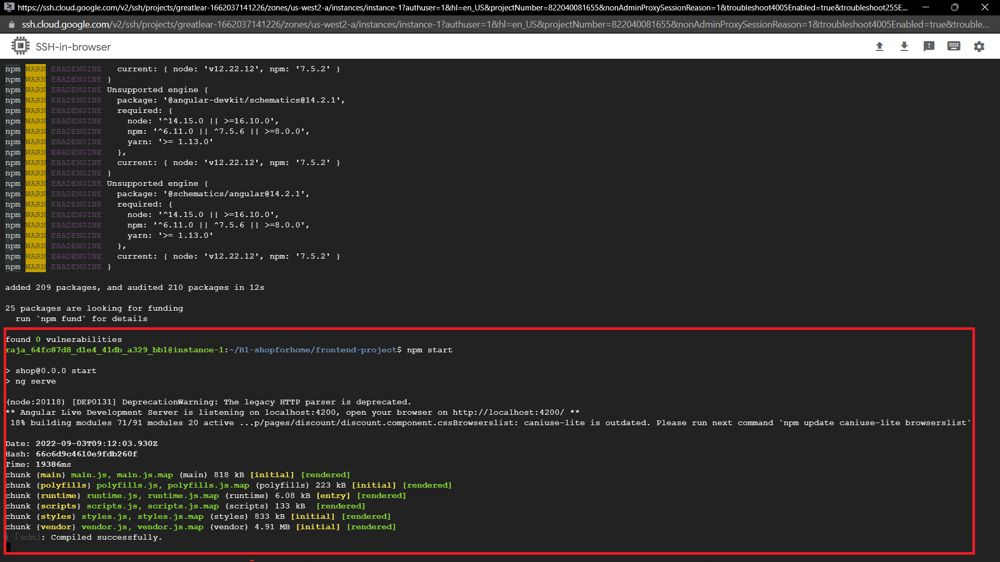 https://ssh.cloud.google.com/v2/ssh/projects/greatlear-1662037141226/zones/us-west2-a/instances/instance-1?authuser=1&hl=en_US&projectNumber=822040081655&nonAdminProxySessionReason=1&troubleshoot4005Enabled=true&troubleshoot255E...
ssh.cloud.google.com/v2/ssh/projects/greatlear-1662037141226/zones/us-west2-a/instances/instance-1?authuser=1&hl=en_US&projectNumber=822040081655&nonAdminProxySessionReason=1&troubleshoot4005Enabled=true&trouble...
SSH-in-browser
npm WARN EBADENGINE   current: { node: 'v12.22.12', npm: '7.5.2' }
npm WARN EBADENGINE }
npm WARN EBADENGINE Unsupported engine {
npm WARN EBADENGINE   package: '@angular-devkit/schematics@14.2.1',
npm WARN EBADENGINE   required: {
npm WARN EBADENGINE     node: '^14.15.0 || >=16.10.0',
npm WARN EBADENGINE     npm: '^6.11.0 || ^7.5.6 || >=8.0.0',
npm WARN EBADENGINE     yarn: '>= 1.13.0'
npm WARN EBADENGINE   },
npm WARN EBADENGINE   current: { node: 'v12.22.12', npm: '7.5.2' }
npm WARN EBADENGINE }
npm WARN EBADENGINE Unsupported engine {
npm WARN EBADENGINE   package: '@schematics/angular@14.2.1',
npm WARN EBADENGINE   required: {
npm WARN EBADENGINE     node: '^14.15.0 || >=16.10.0',
npm WARN EBADENGINE     npm: '^6.11.0 || ^7.5.6 || >=8.0.0',
npm WARN EBADENGINE     yarn: '>= 1.13.0'
npm WARN EBADENGINE   },
npm WARN EBADENGINE   current: { node: 'v12.22.12', npm: '7.5.2' }
npm WARN EBADENGINE }
added 209 packages, and audited 210 packages in 12s
25 packages are looking for funding
  run `npm fund` for details
found 0 vulnerabilities
raja_64fc87d8_d1e4_41db_a329_bb1@instance-1:~/B1-shopforhome/frontend-project$ npm start
> shop@0.0.0 start
> ng serve
(node:20118) [DEP0131] DeprecationWarning: The legacy HTTP parser is deprecated.
** Angular Live Development Server is listening on localhost:4200, open your browser on http://localhost:4200/ **
 18% building modules 71/91 modules 20 active ...p/pages/discount/discount.component.cssBrowserslist: caniuse-lite is outdated. Please run next command `npm update caniuse-lite browserslist`
Date: 2022-09-03T09:12:03.930Z
Hash: 66c6d9c4610e9fdb260f
Time: 19386ms
chunk {main} main.js, main.js.map (main) 818 kB [initial] [rendered]
chunk {polyfills} polyfills.js, polyfills.js.map (polyfills) 223 kB [initial] [rendered]
chunk {runtime} runtime.js, runtime.js.map (runtime) 6.08 kB [entry] [rendered]
chunk {scripts} scripts.js, scripts.js.map (scripts) 133 kB  [rendered]
chunk {styles} styles.js, styles.js.map (styles) 833 kB [initial] [rendered]
chunk {vendor} vendor.js, vendor.js.map (vendor) 4.91 MB [initial] [rendered]
i ｢wdm｣: Compiled successfully.